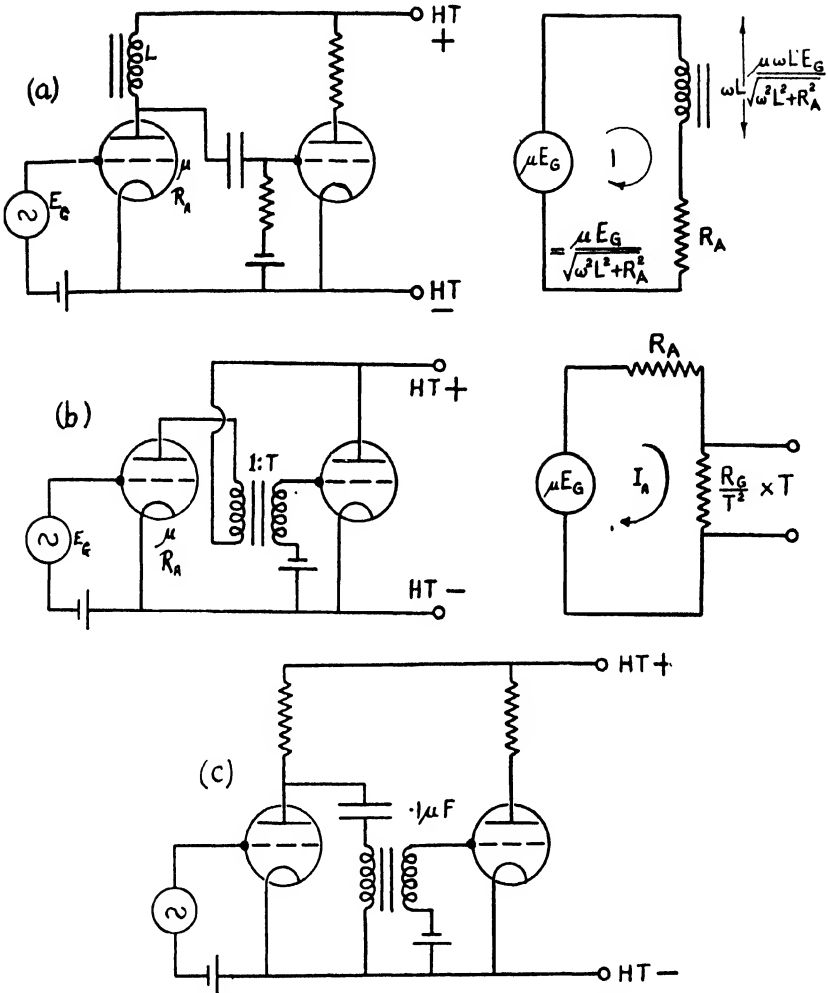 (a)
L
HT
+
μ
R_A
E_G
HT
−
μE_G
I
= μE_G / √(ω²L²+R_A²)
ωL
μωLE_G / √(ω²L²+R_A²)
R_A
(b)
HT +
1:T
μ
R_A
E_G
HT −
R_A
μE_G
I_A
R_G/T² × T
(c)
HT+
·1μF
HT−